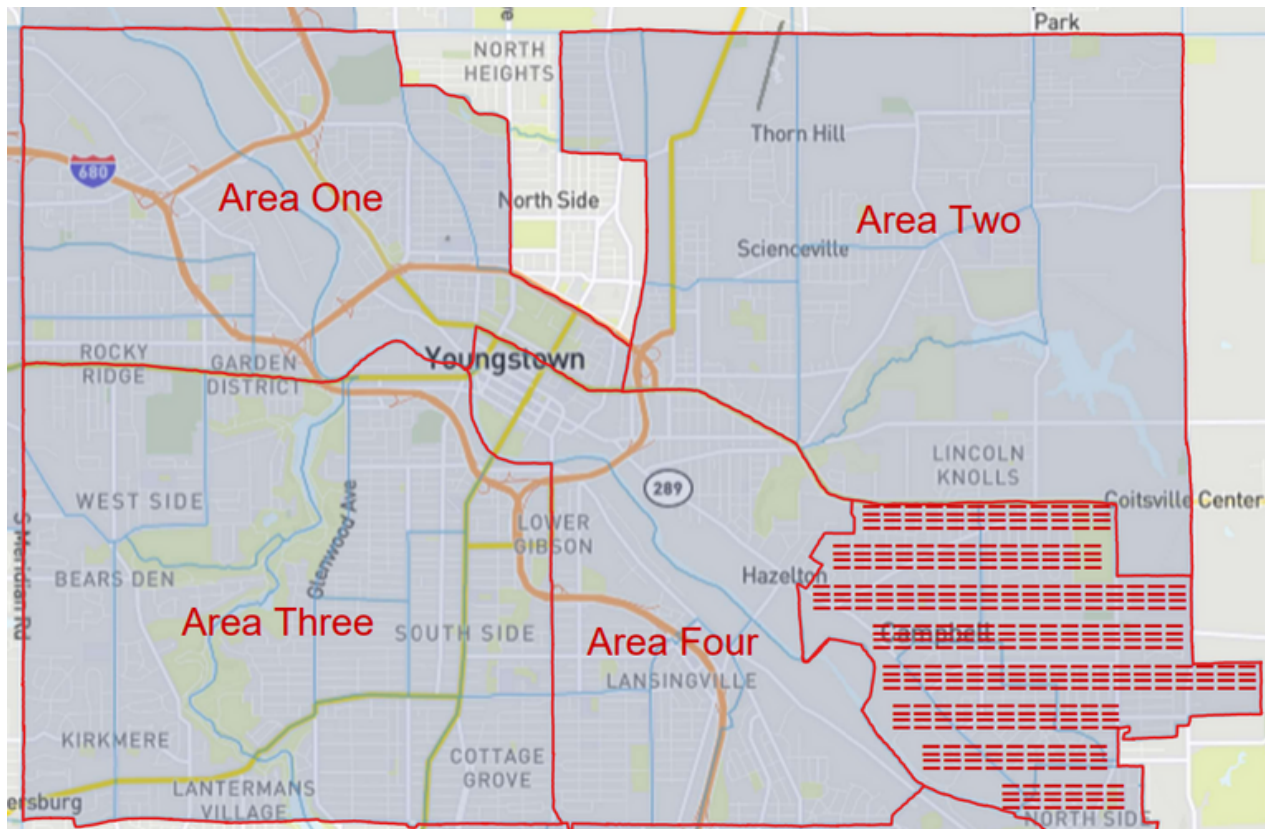 Park
NORTH
HEIGHTS
Thorn Hill
680
Area One
North Side
Area Two
Scienceville
ROCKY
RIDGE
GARDEN
DISTRICT
Youngstown
LINCOLN
KNOLLS
289
Coitsville Center
WEST SIDE
S Meridian Rd
Glenwood Ave
LOWER
GIBSON
BEARS DEN
Hazelton
Area Three
SOUTH SIDE
Area Four
Campbell
LANSINGVILLE
KIRKMERE
COTTAGE
GROVE
ersburg
LANTERMANS
VILLAGE
NORTH SIDE